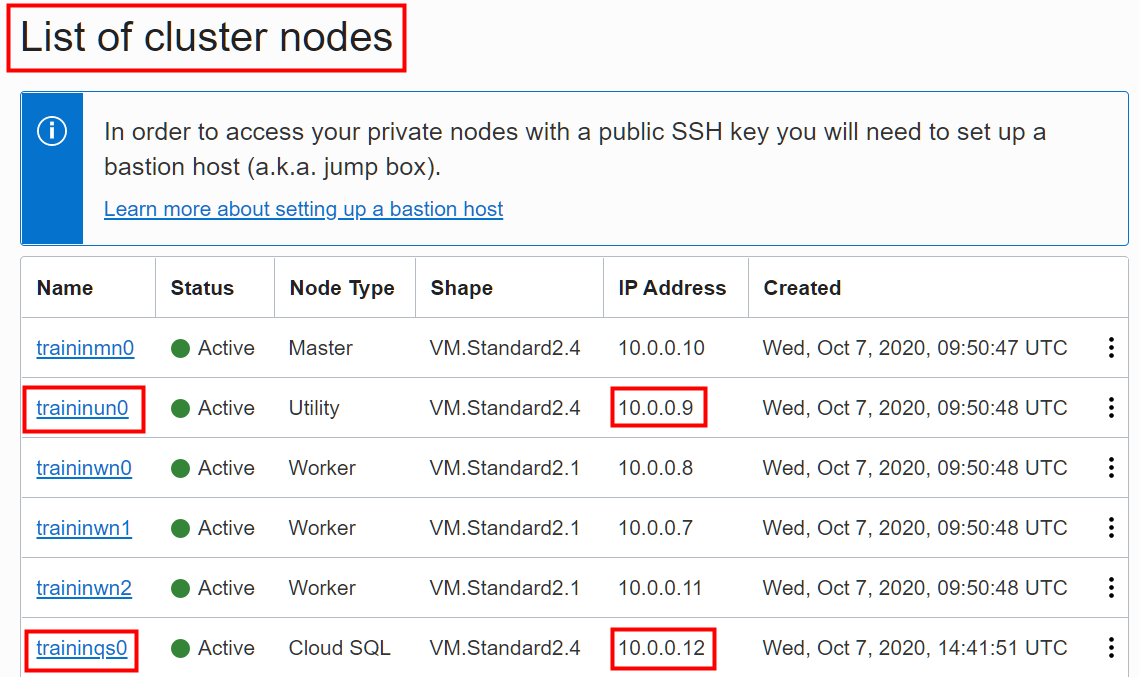 List of cluster nodes
In order to access your private nodes with a public SSH key you will need to set up a
bastion host (a.k.a. jump box).
Learn more about setting up a bastion host
Name Status Node Type Shape IP Address Created
traininmn0 Active Master VM.Standard2.4 10.0.0.10 Wed, Oct 7, 2020, 09:50:47 UTC
traininun0 Active Utility VM.Standard2.4 10.0.0.9 Wed, Oct 7, 2020, 09:50:48 UTC
traininwn0 Active Worker VM.Standard2.1 10.0.0.8 Wed, Oct 7, 2020, 09:50:48 UTC
traininwn1 Active Worker VM.Standard2.1 10.0.0.7 Wed, Oct 7, 2020, 09:50:48 UTC
traininwn2 Active Worker VM.Standard2.1 10.0.0.11 Wed, Oct 7, 2020, 09:50:48 UTC
traininqs0 Active Cloud SQL VM.Standard2.4 10.0.0.12 Wed, Oct 7, 2020, 14:41:51 UTC